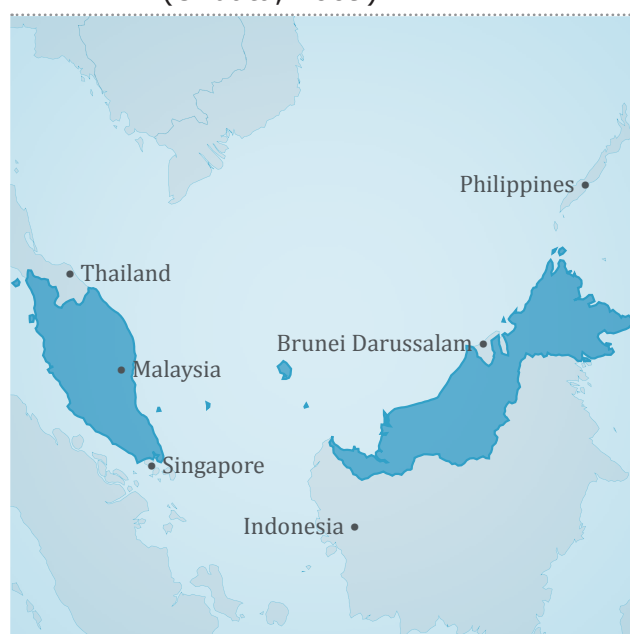 Philippines
Thailand
Brunei Darussalam
Malaysia
Singapore
Indonesia